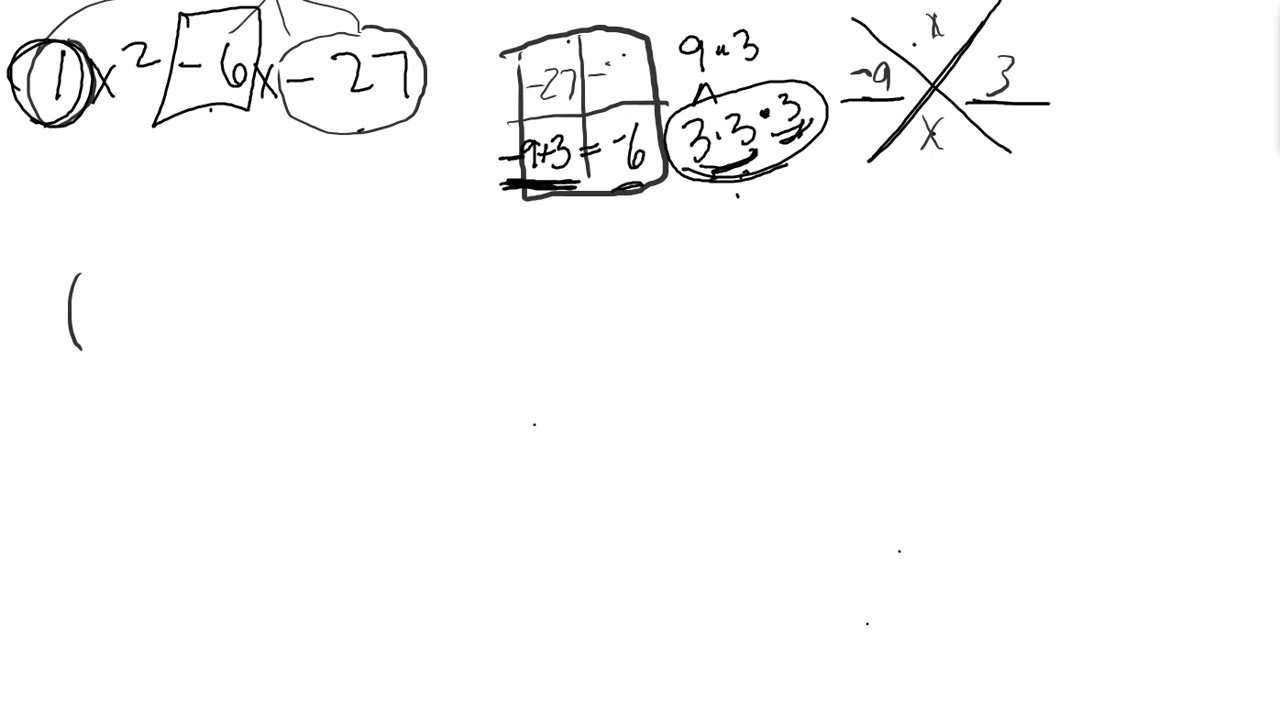 1x² - 6x - 27
-27 -
-9+3 = -6
9 · 3
3 · 3 · 3
x
-9 3
x
(